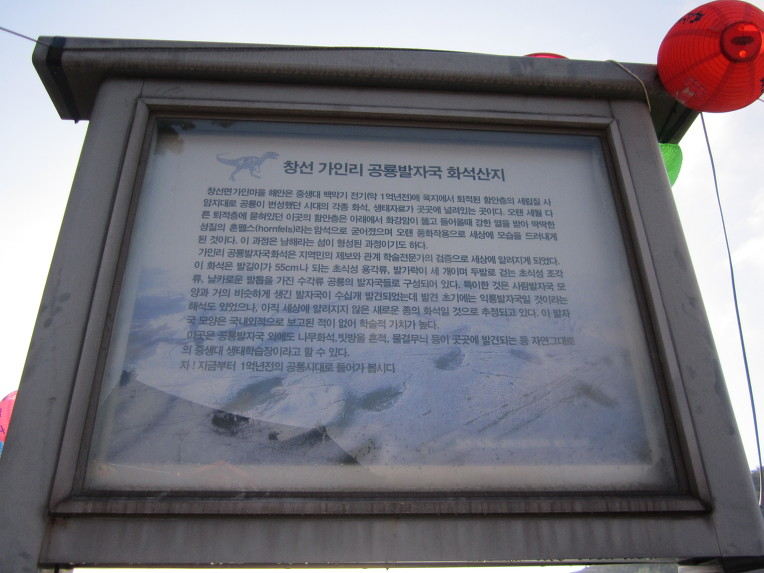 창선 가인리 공룡발자국 화석산지
창선면가인마을 해안은 중생대 백악기 전기(약 1억년전)에 육지에서 퇴적된 함안층의 세립질 사
암지대로 공룡이 번성했던 시대의 각종 화석, 생태자료가 곳곳에 널려있는 곳이다. 오랜 세월 다
른 퇴적층에 묻혀있던 이곳의 함안층은 아래에서 화강암이 뚫고 들어올때 강한 열을 받아 딱딱한
성질의 혼펠스(hornfels)라는 암석으로 굳어졌으며 오랜 풍화작용으로 세상에 모습을 드러내게
된 것이다. 이 과정은 남해라는 섬이 형성된 과정이기도 하다.
가인리 공룡발자국화석은 지역민의 제보와 관계 학술전문가의 검증으로 세상에 알려지게 되었다.
이 화석은 발길이가 55cm나 되는 초식성 용각류, 발가락이 세 개이며 두발로 걷는 초식성 조각
류, 날카로운 발톱을 가진 수각류 공룡의 발자국들로 구성되어 있다. 특이한 것은 사람발자국 모
양과 거의 비슷하게 생긴 발자국이 수십개 발견되었는데 발견 초기에는 익룡발자국일 것이라는
해석도 있었으나, 아직 세상에 알려지지 않은 새로운 종의 화석일 것으로 추정되고 있다. 이 발자
국 모양은 국내외적으로 보고된 적이 없어 학술적 가치가 높다.
이곳은 공룡발자국 외에도 나무화석, 빗방울 흔적, 물결무늬 등이 곳곳에 발견되는 등 자연그대로
의 중생대 생태학습장이라고 할 수 있다.
자 ! 지금부터 1억년전의 공룡시대로 들어가 봅시다